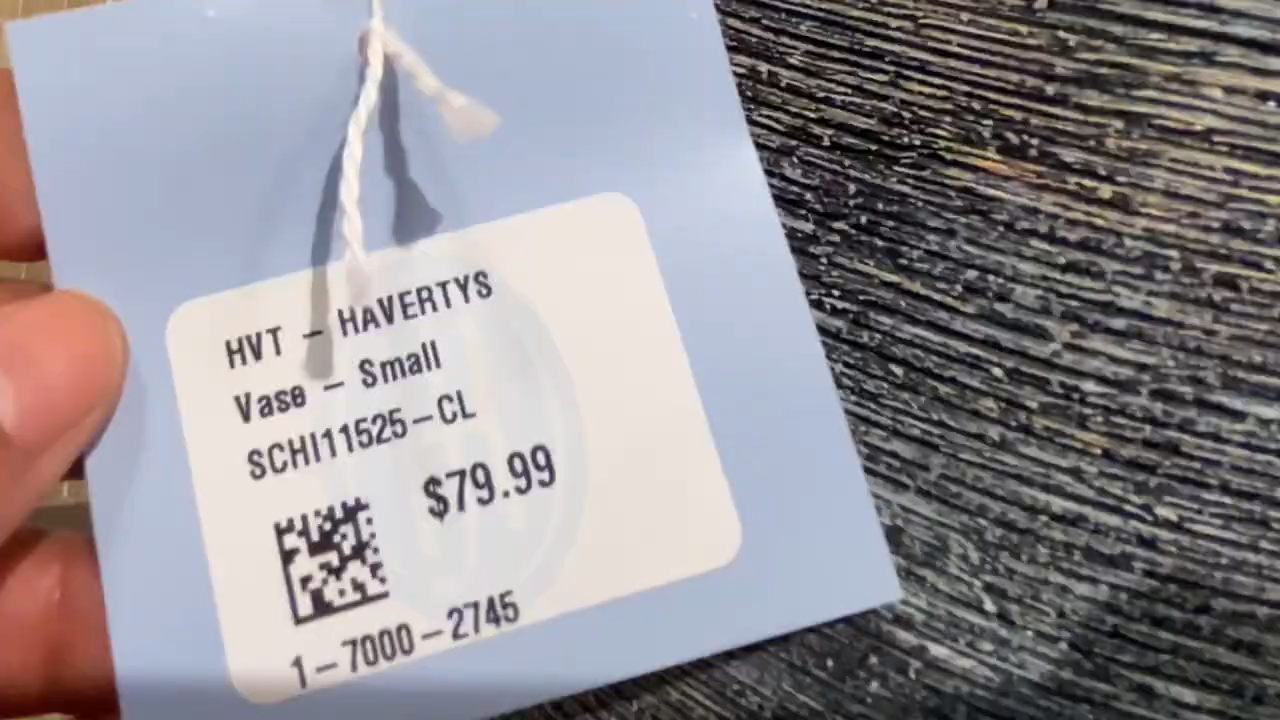 HVT - HAVERTYS
Vase - Small
SCHI11525-CL
$79.99
1-7000-2745